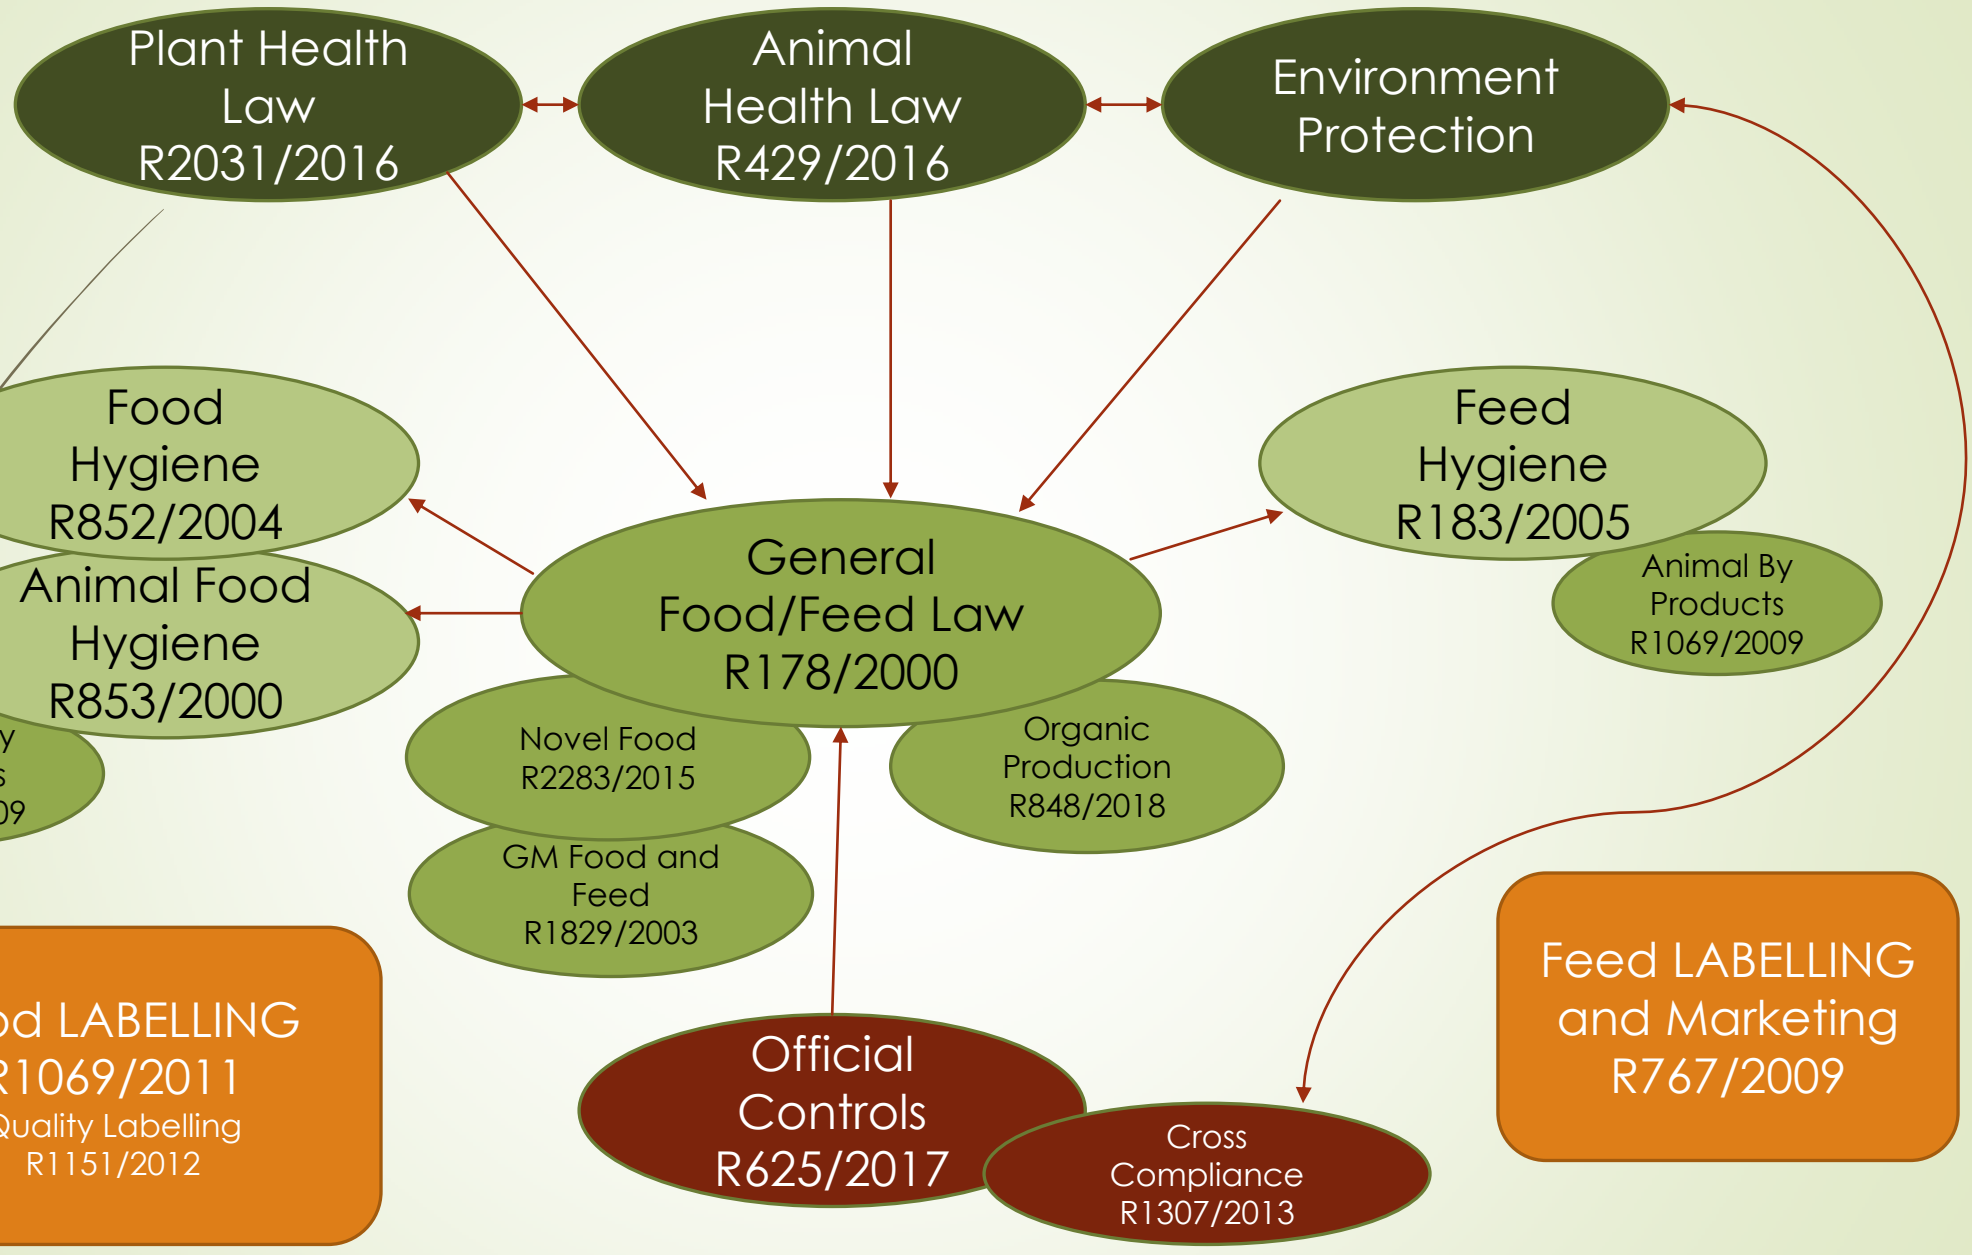 Plant Health
Law
R2031/2016
Animal
Health Law
R429/2016
Environment
Protection
Food
Hygiene
R852/2004
Feed
Hygiene
R183/2005
Animal Food
Hygiene
R853/2000
General
Food/Feed Law
R178/2000
Animal By
Products
R1069/2009
y
s
09
Novel Food
R2283/2015
Organic
Production
R848/2018
GM Food and
Feed
R1829/2003
od LABELLING
R1069/2011
Quality Labelling
R1151/2012
Official
Controls
R625/2017
Cross
Compliance
R1307/2013
Feed LABELLING
and Marketing
R767/2009